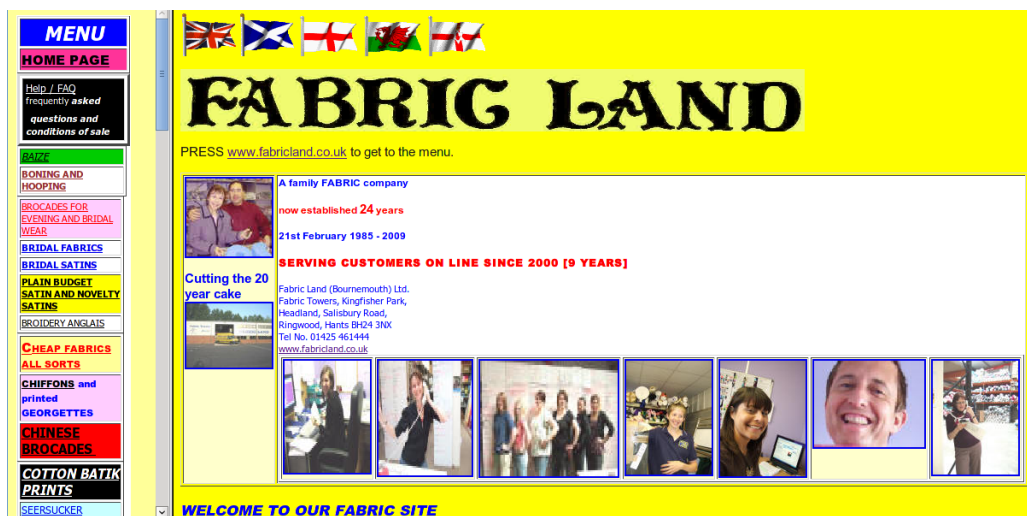 MENU
HOME PAGE
Help / FAQ
frequently asked
questions and
conditions of sale
BAIZE
BONING AND
HOOPING
BROCADES FOR
EVENING AND BRIDAL
WEAR
BRIDAL FABRICS
BRIDAL SATINS
PLAIN BUDGET
SATIN AND NOVELTY
SATINS
BROIDERY ANGLAIS
CHEAP FABRICS
ALL SORTS
CHIFFONS and
printed
GEORGETTES
CHINESE
BROCADES
COTTON BATIK
PRINTS
SEERSUCKER
FABRIC LAND
PRESS www.fabricland.co.uk to get to the menu.
Cutting the 20
year cake
A family FABRIC company
now established 24 years
21st February 1985 - 2009
SERVING CUSTOMERS ON LINE SINCE 2000 [9 YEARS]
Fabric Land (Bournemouth) Ltd.
Fabric Towers, Kingfisher Park,
Headland, Salisbury Road,
Ringwood, Hants BH24 3NX
Tel No. 01425 461444
www.fabricland.co.uk
WELCOME TO OUR FABRIC SITE